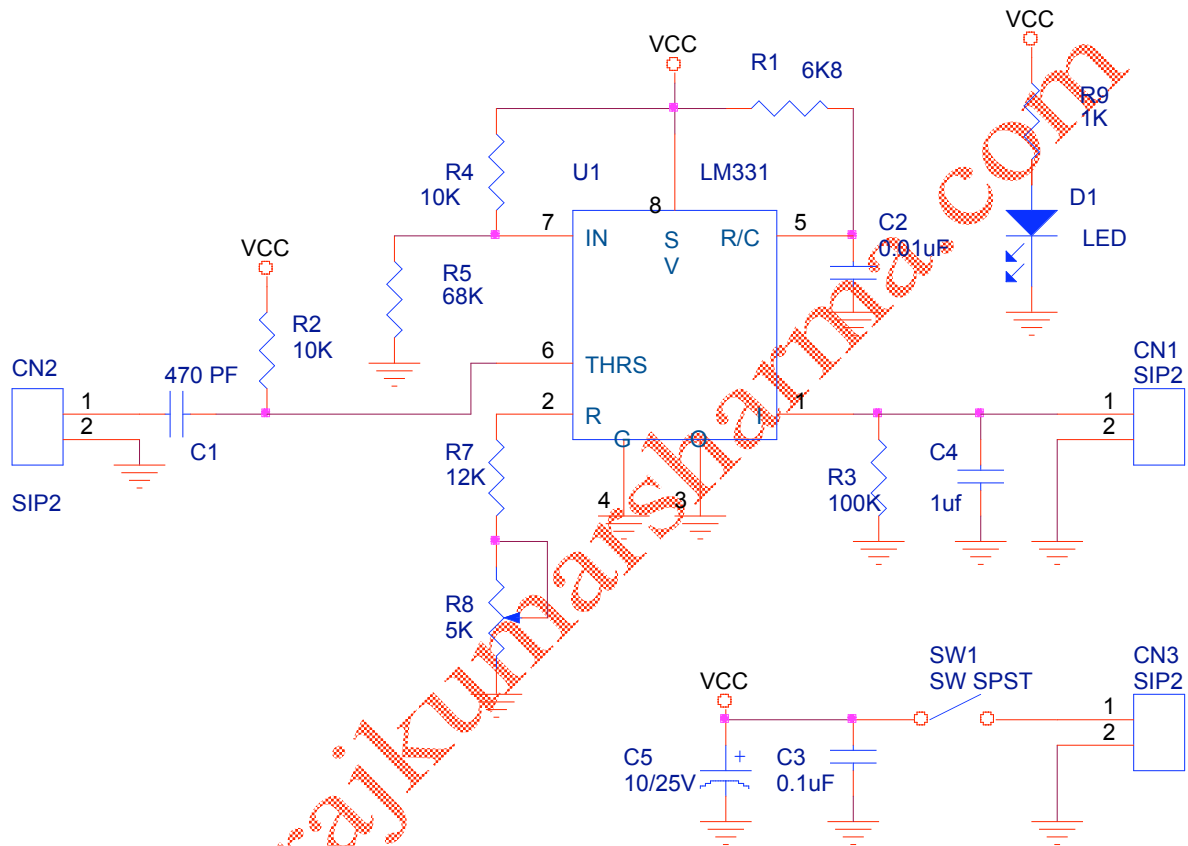 VCC
VCC
R1
6K8
R9
1K
R4
10K
U1
LM331
8
D1
LED
7
IN
S
V
R/C
5
C2
0.01uF
VCC
R5
68K
R2
10K
6
THRS
CN2
470 PF
1
2
C1
SIP2
2
R
G
O
I
1
CN1
SIP2
1
2
R7
12K
R3
100K
C4
1uf
4
3
R8
5K
VCC
SW1
SW SPST
CN3
SIP2
1
2
C5
10/25V
+
C3
0.1uF
rajkumarsharma.com